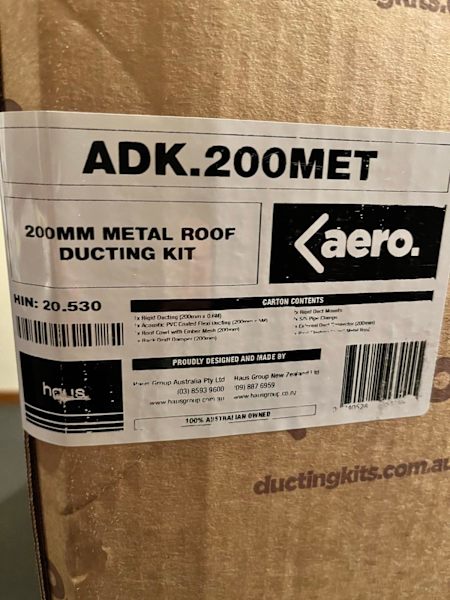 ADK.200MET
200MM METAL ROOF
DUCTING KIT
<aero.
HIN: 20.530
CARTON CONTENTS
1x Rigid Ducting (200mm x 0.6M)
1x Acoustic PVC Coated Flexi Ducting (200mm
1x Roof Cowl with Ember Mesh (200mm)
1x Back Draft Damper (200mm)
Rigid Duct Mounts
S/S Pipe Clamps
External Duct Connector (200mm)
haus.
PROUDLY DESIGNED AND MADE BY
Haus Group Australia Pty Ltd
(03) 8593 9600
www.hausgroup.com.au
Haus Group New Zealand Ltd
(09) 887 6959
www.hausgroup.co.nz
100% AUSTRALIAN OWNED
ductingkits.com.au